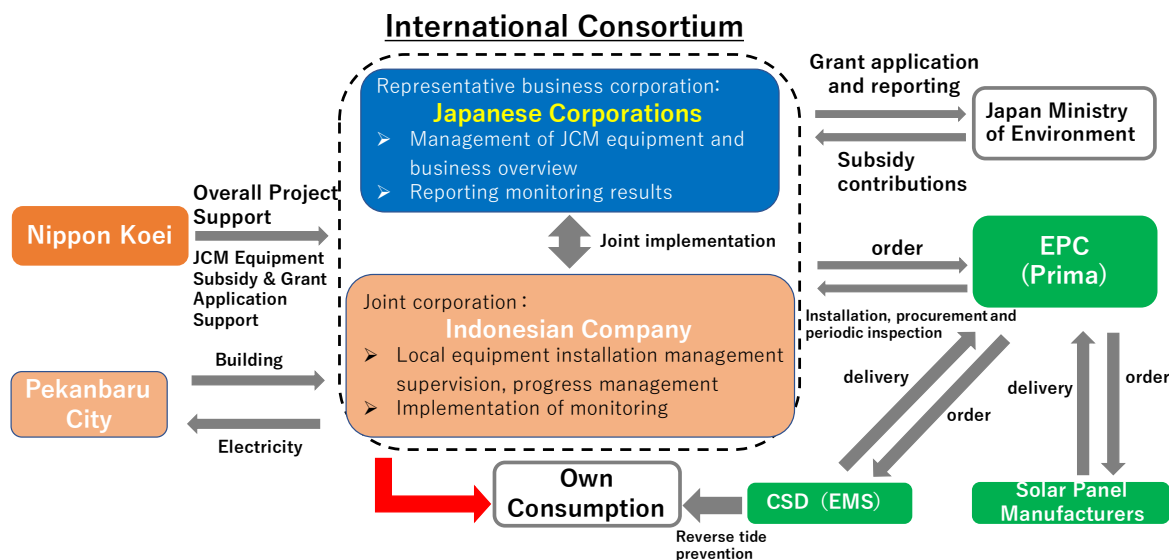 International Consortium
Representative business corporation:
Japanese Corporations
➢ Management of JCM equipment and
business overview
➢ Reporting monitoring results
Grant application
and reporting
Japan Ministry
of Environment
Subsidy
contributions
Nippon Koei
Overall Project
Support
JCM Equipment
Subsidy & Grant
Application
Support
Joint implementation
order
EPC
(Prima)
Installation, procurement and
periodic inspection
Joint corporation:
Indonesian Company
➢ Local equipment installation management
supervision, progress management
➢ Implementation of monitoring
Building
Pekanbaru
City
Electricity
delivery
order
delivery
order
Own
Consumption
Reverse tide
prevention
CSD (EMS)
Solar Panel
Manufacturers